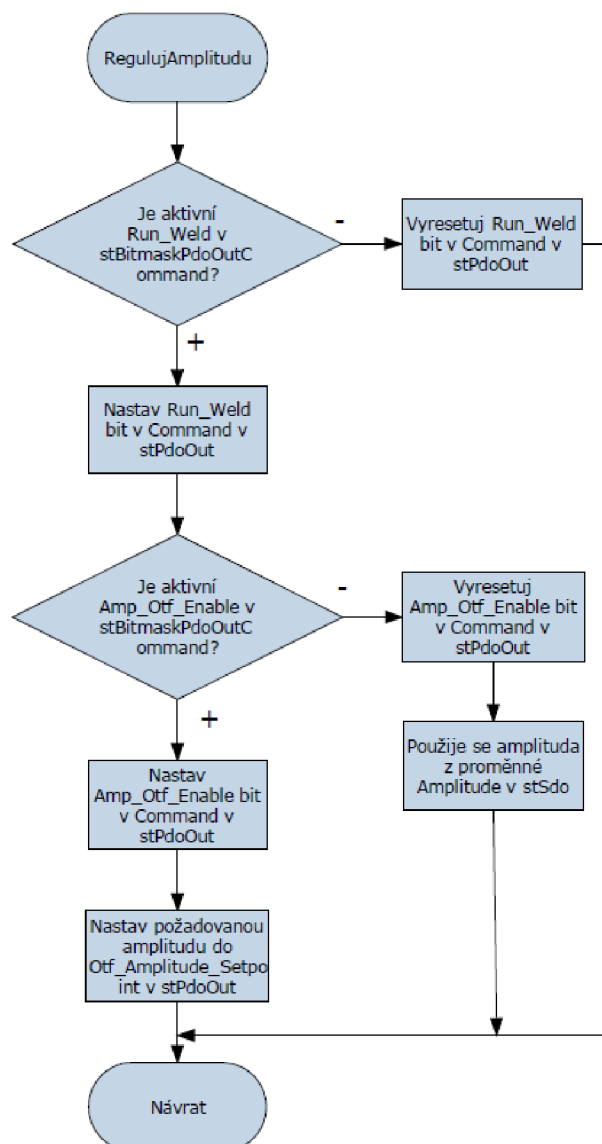 RegulujAmplitudu
Je aktivní
Run_Weld v
stBitmaskPdoOutC
ommand?
-
Vyresetuj Run_Weld
bit v Command v
stPdoOut
+
Nastav Run_Weld
bit v Command v
stPdoOut
Je aktivní
Amp_Otf_Enable v
stBitmaskPdoOutC
ommand?
-
Vyresetuj
Amp_Otf_Enable bit
v Command v
stPdoOut
+
Použije se amplituda
z proměnné
Amplitude v stSdo
Nastav
Amp_Otf_Enable bit
v Command v
stPdoOut
Nastav požadovanou
amplitudu do
Otf_Amplitude_Setpo
int v stPdoOut
Návrat